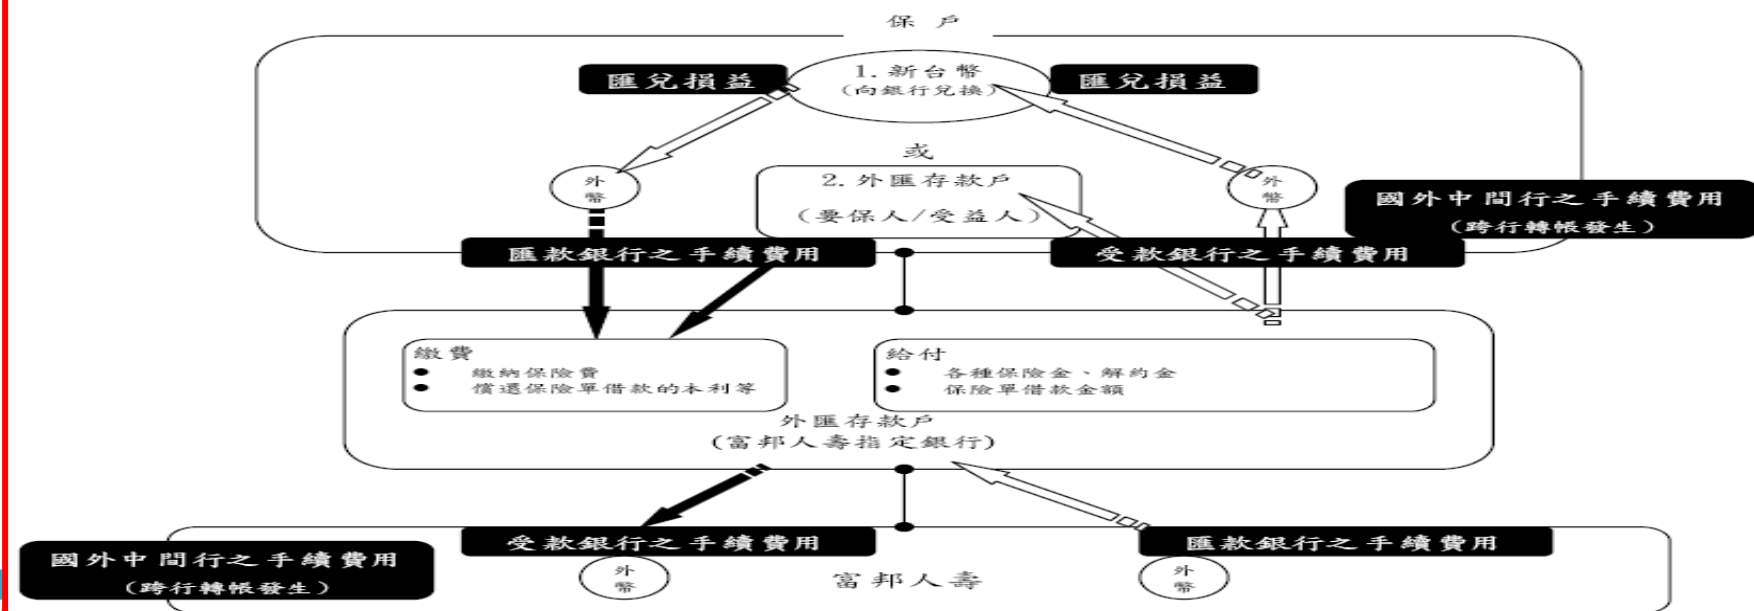 保 戶
匯兌損益
1. 新台幣
(向銀行兌換)
匯兌損益
或
外幣
2. 外匯存款戶
(要保人/受益人)
外幣
國外中間行之手續費用
(跨行轉帳發生)
匯款銀行之手續費用
受款銀行之手續費用
繳費
● 繳納保險費
● 償還保險單借款的本利等
給付
● 各種保險金、解約金
● 保險單借款金額
外匯存款戶
(富邦人壽指定銀行)
受款銀行之手續費用
匯款銀行之手續費用
國外中間行之手續費用
(跨行轉帳發生)
外幣
富邦人壽
外幣